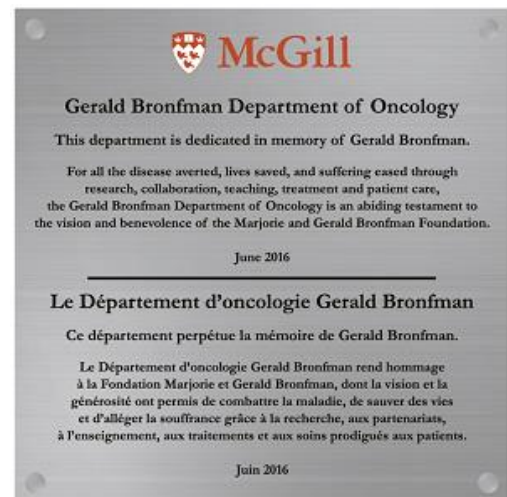 McGill
Gerald Bronfman Department of Oncology
This department is dedicated in memory of Gerald Bronfman.
For all the disease averted, lives saved, and suffering eased through
research, collaboration, teaching, treatment and patient care,
the Gerald Bronfman Department of Oncology is an abiding testament to
the vision and benevolence of the Marjorie and Gerald Bronfman Foundation.
June 2016
Le Département d'oncologie Gerald Bronfman
Ce département perpétue la mémoire de Gerald Bronfman.
Le Département d'oncologie Gerald Bronfman rend hommage
à la Fondation Marjorie et Gerald Bronfman, dont la vision et la
générosité ont permis de combattre la maladie, de sauver des vies
et d'alléger la souffrance grâce à la recherche, aux partenariats,
à l'enseignement, aux traitements et aux soins prodigués aux patients.
Juin 2016